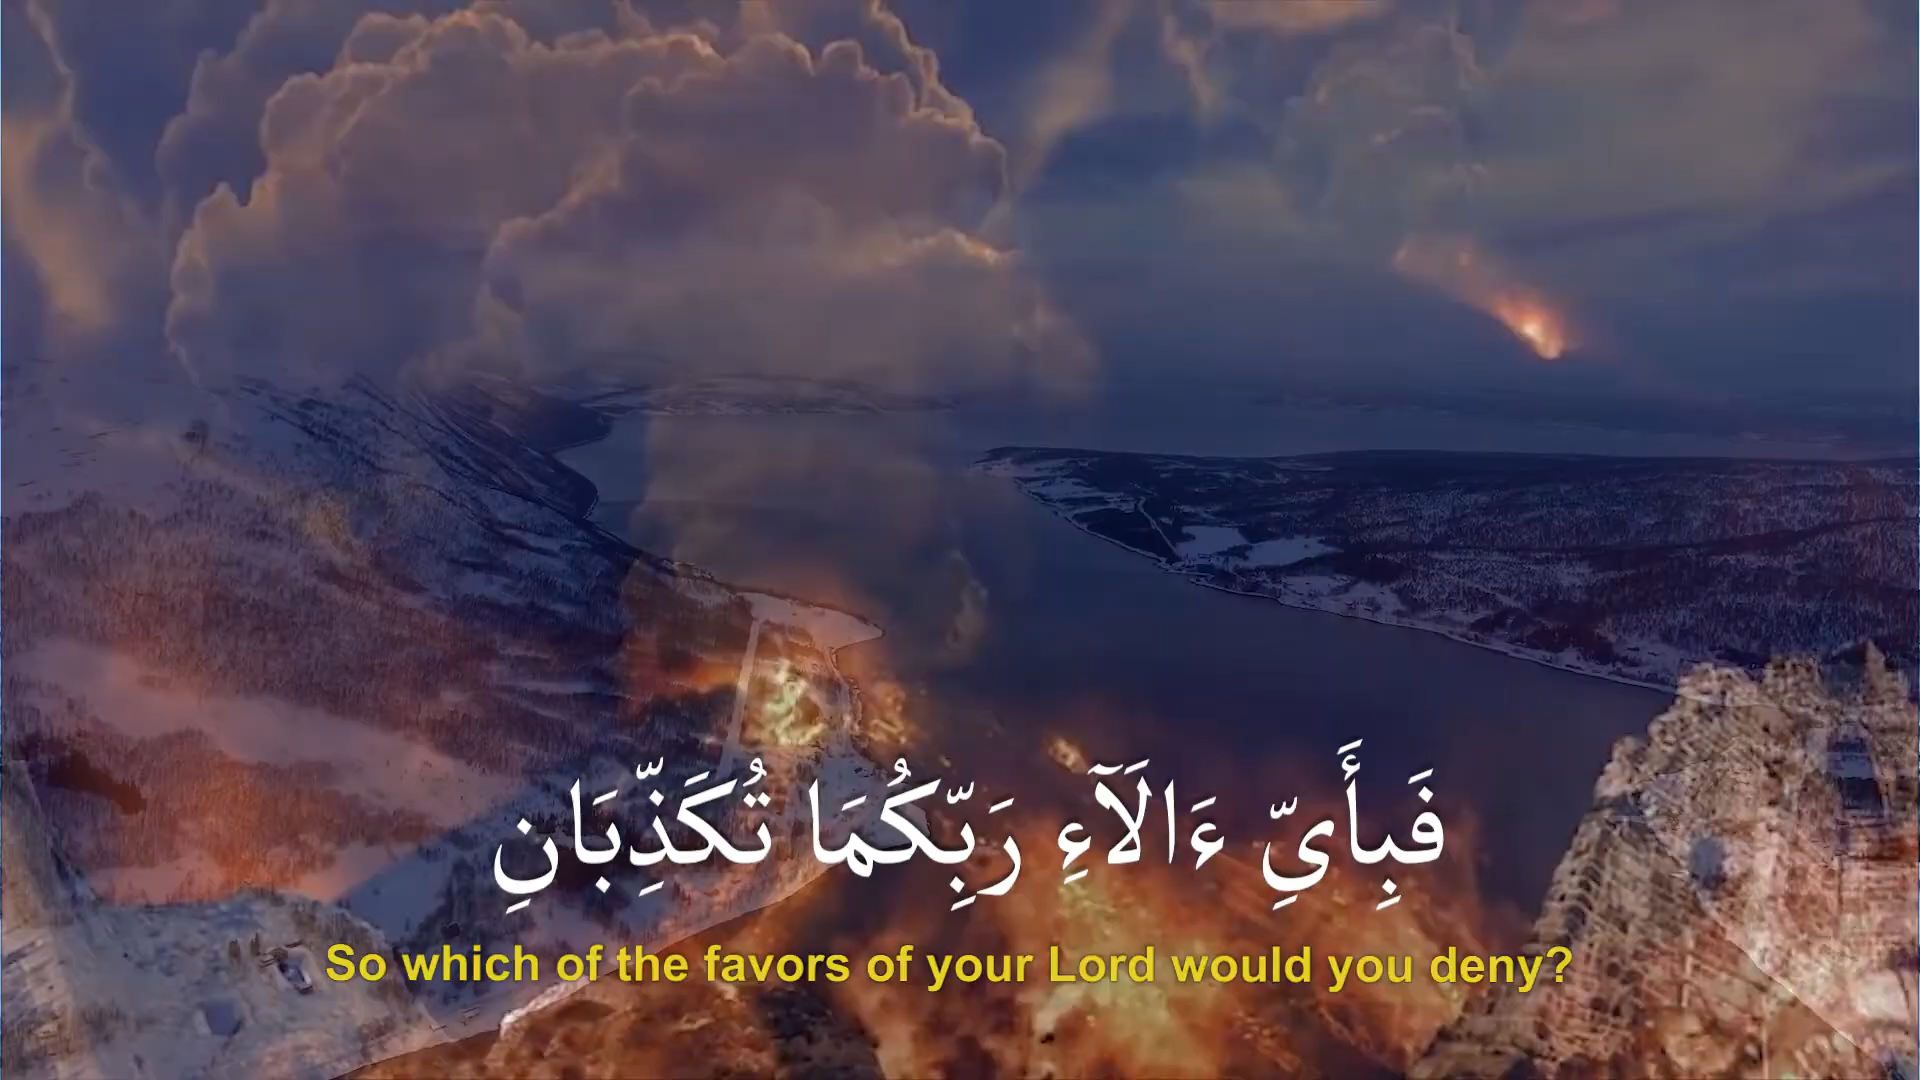 فَبِأَيِّ ءَالَآءِ رَبِّكُمَا تُكَذِّبَانِ
So which of the favors of your Lord would you deny?